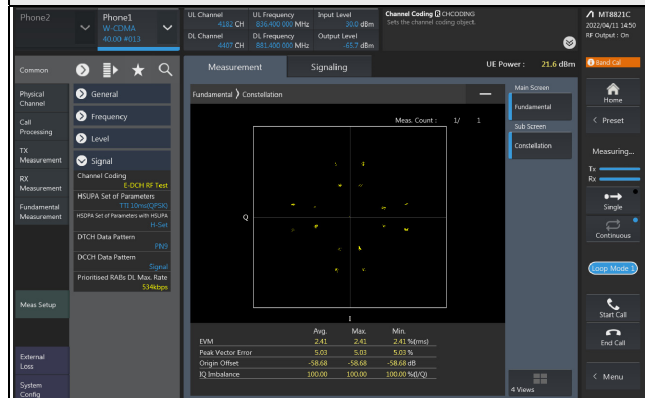 Phone2
Phone1
W-CDMA
40.00 #013
UL Channel
4182 CH
UL Frequency
836.400 000 MHz
Input Level
30.0 dBm
DL Channel
4407 CH
DL Frequency
881.400 000 MHz
Output Level
-65.7 dBm
Channel Coding CHCODING
Sets the channel coding object.
MT8821C
2022/04/11 14:50
RF Output : On
Common
Measurement
Signaling
UE Power : 21.6 dBm
Band Cal
Physical
Channel
Call
Processing
TX
Measurement
RX
Measurement
Fundamental
Measurement
Meas Setup
External
Loss
System
Config
General
Frequency
Level
Signal
Channel Coding
E-DCH RF Test
HSUPA Set of Parameters
TTI 10ms(QPSK)
HSDPA Set of Parameters with HSUPA
H-Set
DTCH Data Pattern
PN9
DCCH Data Pattern
Signal
Prioritised RABs DL Max. Rate
534kbps
Fundamental ❯ Constellation
Meas. Count : 1/ 1
Q
I
Avg. Max. Min.
EVM 2.41 2.41 2.41 %(rms)
Peak Vector Error 5.03 5.03 5.03 %
Origin Offset -58.68 -58.68 -58.68 dB
IQ Imbalance 100.00 100.00 100.00 %(I/Q)
Main Screen
Fundamental
Sub Screen
Constellation
4 Views
Home
Preset
Measuring...
Tx
Rx
Single
Continuous
Loop Mode 1
Start Call
End Call
Menu